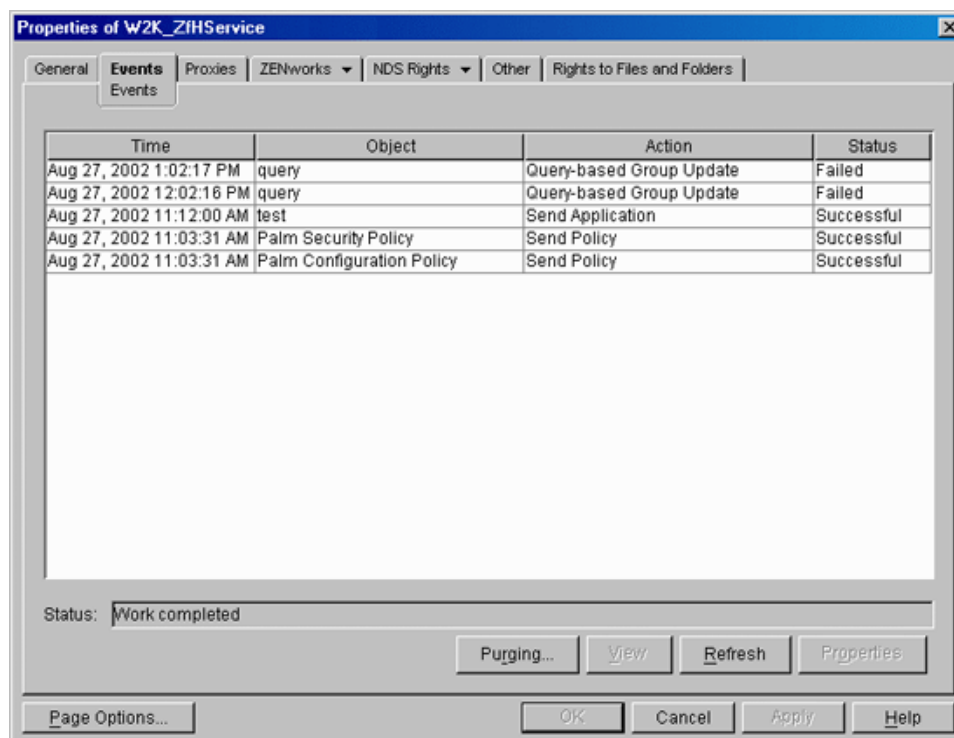 Properties of W2K_ZfHService
General Events Proxies ZENworks NDS Rights Other Rights to Files and Folders
Events
Time Object Action Status
Aug 27, 2002 1:02:17 PM query Query-based Group Update Failed
Aug 27, 2002 12:02:16 PM query Query-based Group Update Failed
Aug 27, 2002 11:12:00 AM test Send Application Successful
Aug 27, 2002 11:03:31 AM Palm Security Policy Send Policy Successful
Aug 27, 2002 11:03:31 AM Palm Configuration Policy Send Policy Successful
Status: Work completed
Purging... View Refresh Properties
Page Options... OK Cancel Apply Help